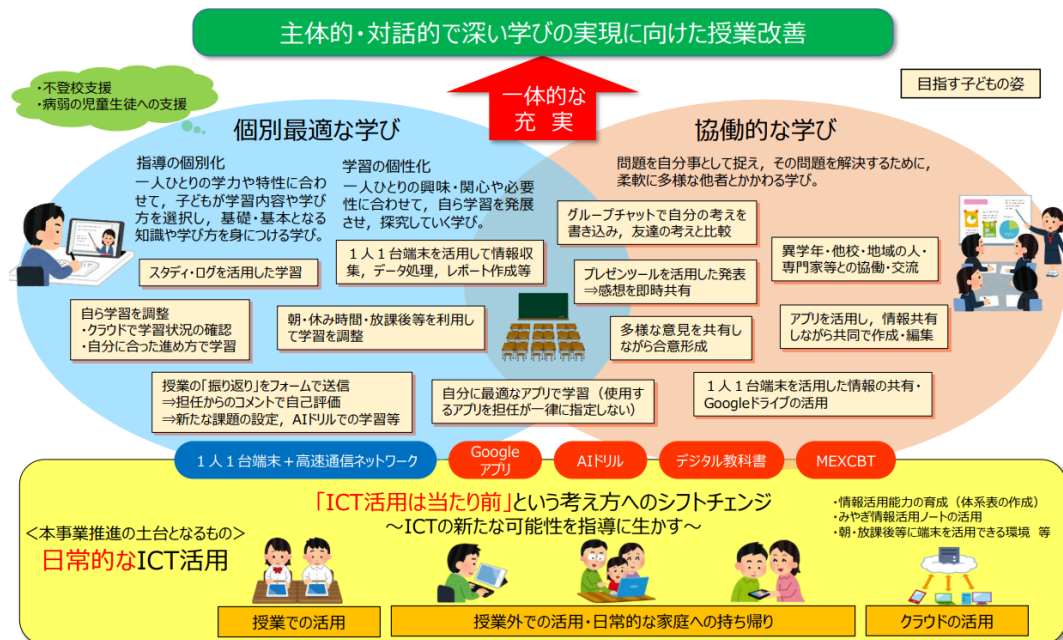 主体的・対話的で深い学びの実現に向けた授業改善
・不登校支援
・病弱の児童生徒への支援
一体的な
充 実
目指す子どもの姿
個別最適な学び
指導の個別化
一人ひとりの学力や特性に合わ
せて，子どもが学習内容や学び
方を選択し，基礎・基本となる
知識や学び方を身につける学び。
学習の個性化
一人ひとりの興味・関心や必要
性に合わせて，自ら学習を発展
させ，探究していく学び。
スタディ・ログを活用した学習
１人１台端末を活用して情報収
集，データ処理，レポート作成等
自ら学習を調整
・クラウドで学習状況の確認
・自分に合った進め方で学習
朝・休み時間・放課後等を利用し
て学習を調整
授業の「振り返り」をフォームで送信
⇒担任からのコメントで自己評価
⇒新たな課題の設定，AIドリルでの学習等
自分に最適なアプリで学習（使用す
るアプリを担任が一律に指定しない）
協働的な学び
問題を自分事として捉え，その問題を解決するために，
柔軟に多様な他者とかかわる学び。
グループチャットで自分の考えを
書き込み，友達の考えと比較
プレゼンツールを活用した発表
⇒感想を即時共有
異学年・他校・地域の人・
専門家等との協働・交流
多様な意見を共有し
ながら合意形成
アプリを活用し，情報共有
しながら共同で作成・編集
１人１台端末を活用した情報の共有・
Googleドライブの活用
１人１台端末＋高速通信ネットワーク
Google
アプリ
AIドリル
デジタル教科書
MEXCBT
「ICT活用は当たり前」という考え方へのシフトチェンジ
～ICTの新たな可能性を指導に生かす～
＜本事業推進の土台となるもの＞
日常的なICT活用
・情報活用能力の育成（体系表の作成）
・みやぎ情報活用ノートの活用
・朝・放課後等に端末を活用できる環境 等
授業での活用
授業外での活用・日常的な家庭への持ち帰り
クラウドの活用